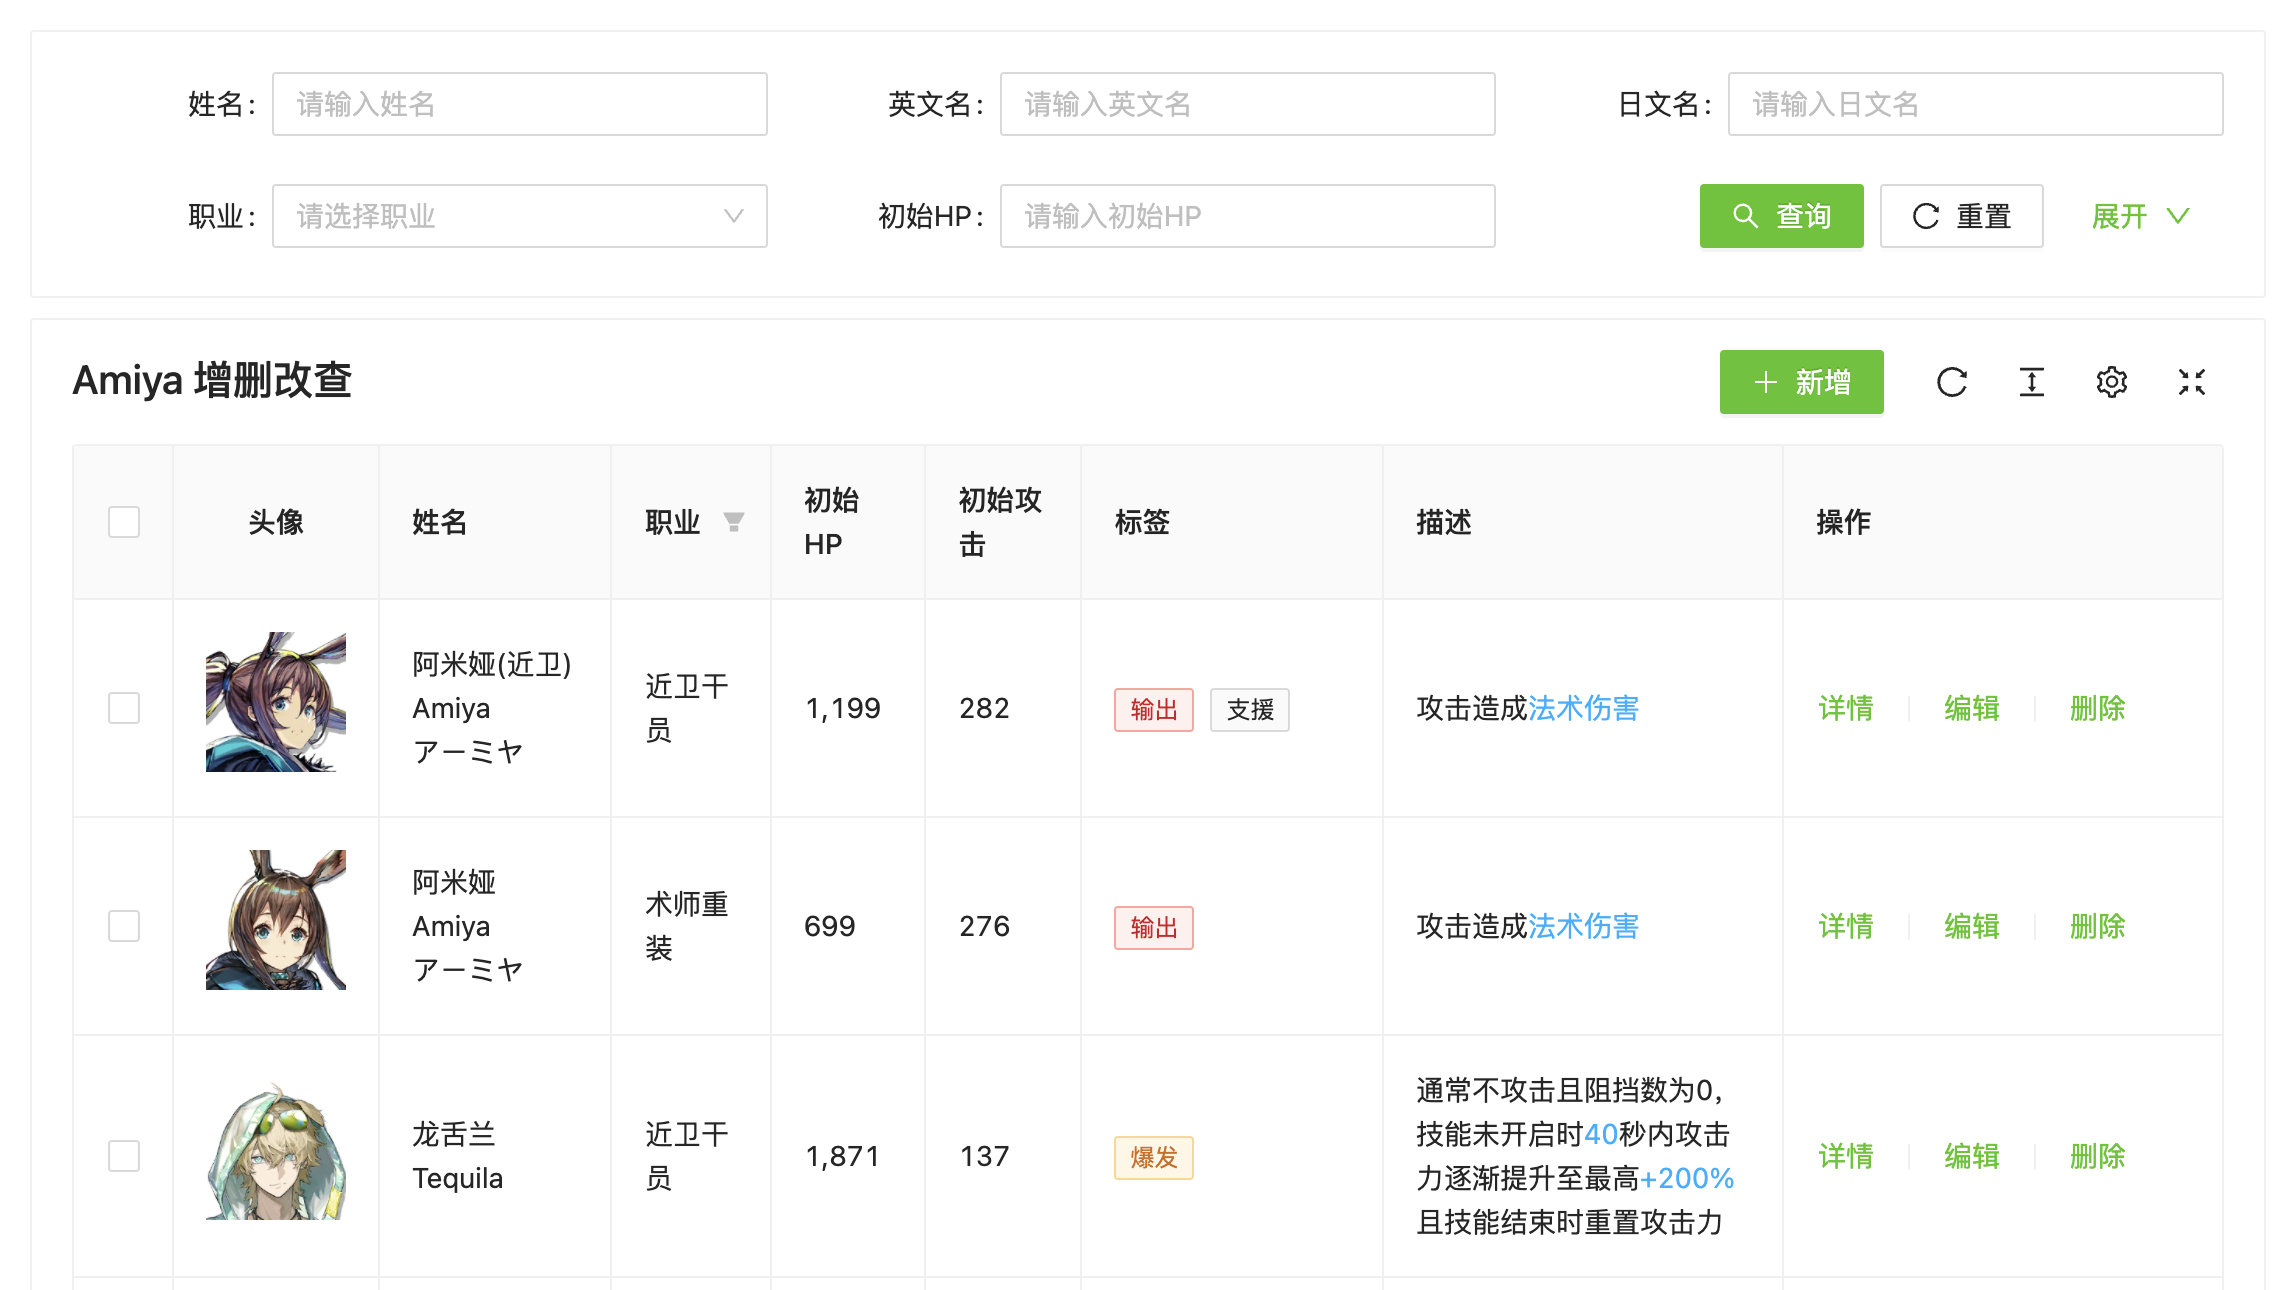 姓名: 请输入姓名 英文名: 请输入英文名 日文名: 请输入日文名
职业: 请选择职业 初始HP: 请输入初始HP 查询 重置 展开
Amiya 增删改查 新增
头像 姓名 职业 初始HP 初始攻击 标签 描述 操作
阿米娅(近卫)
Amiya
アーミヤ
近卫干
员
1,199
282
输出 支援
攻击造成法术伤害
详情 编辑 删除
阿米娅
Amiya
アーミヤ
术师重
装
699
276
输出
攻击造成法术伤害
详情 编辑 删除
龙舌兰
Tequila
近卫干
员
1,871
137
爆发
通常不攻击且阻挡数为0,
技能未开启时40秒内攻击
力逐渐提升至最高+200%
且技能结束时重置攻击力
详情 编辑 删除